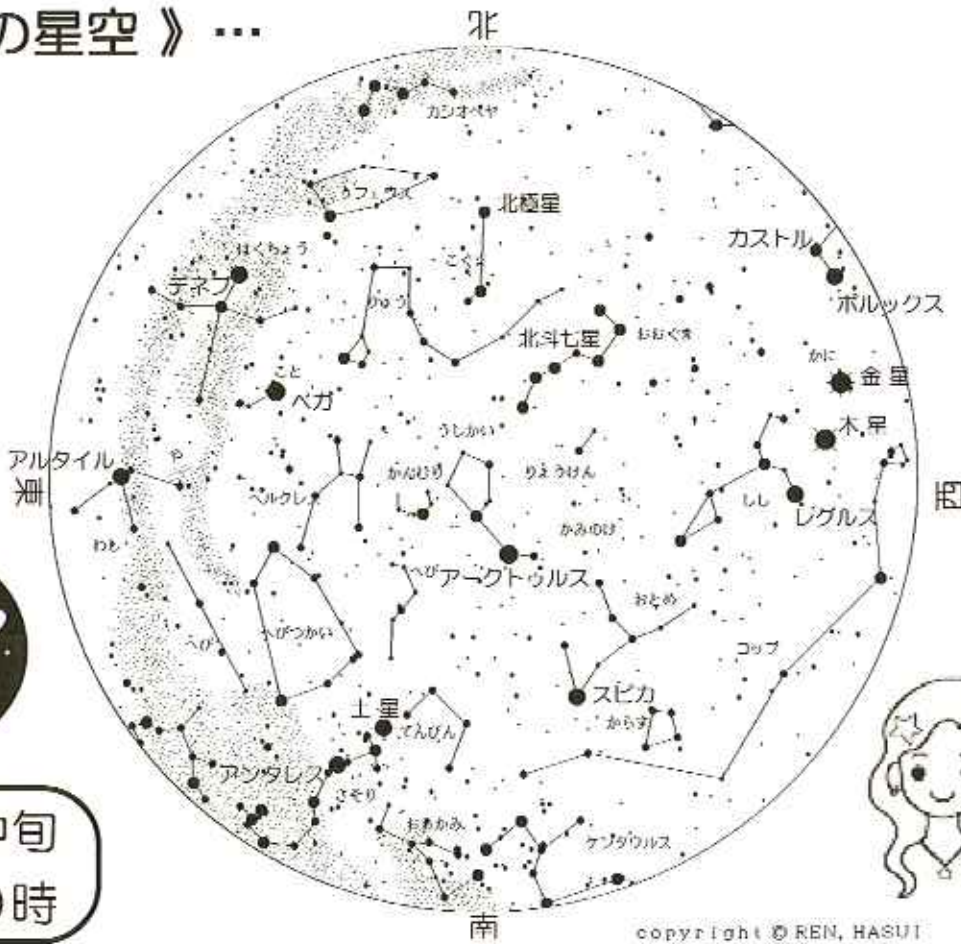 の星空 》 …
北
カシオペヤ
ケフェウス
北極星
はくちょう
こぐま
カストル
デネブ
りゅう
ポルックス
北斗七星
おおぐま
かに
金星
こと
ベガ
木星
うしかい
アルタイル
や
かんむり
りょうけん
しし
東
ヘルクレス
レグルス
西
かみのけ
わし
へび
アークトゥルス
おとめ
へび
へびつかい
コップ
スピカ
土星
からす
てんびん
アンタレス
さそり
おおかみ
ケンタウルス
中旬
時
南
copyright © REN, HASUI